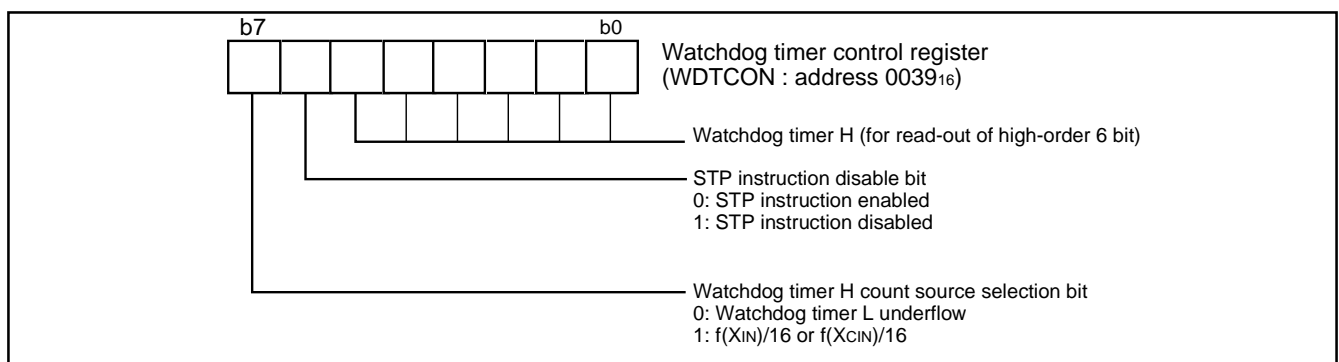 b7 b0
Watchdog timer control register
(WDTCON : address 003916)
Watchdog timer H (for read-out of high-order 6 bit)
STP instruction disable bit
0: STP instruction enabled
1: STP instruction disabled
Watchdog timer H count source selection bit
0: Watchdog timer L underflow
1: f(XIN)/16 or f(XCIN)/16